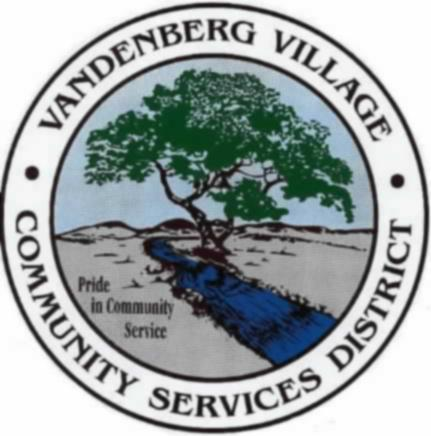 VANDENBERG VILLAGE
COMMUNITY SERVICES DISTRICT
Pride
in Community
Service